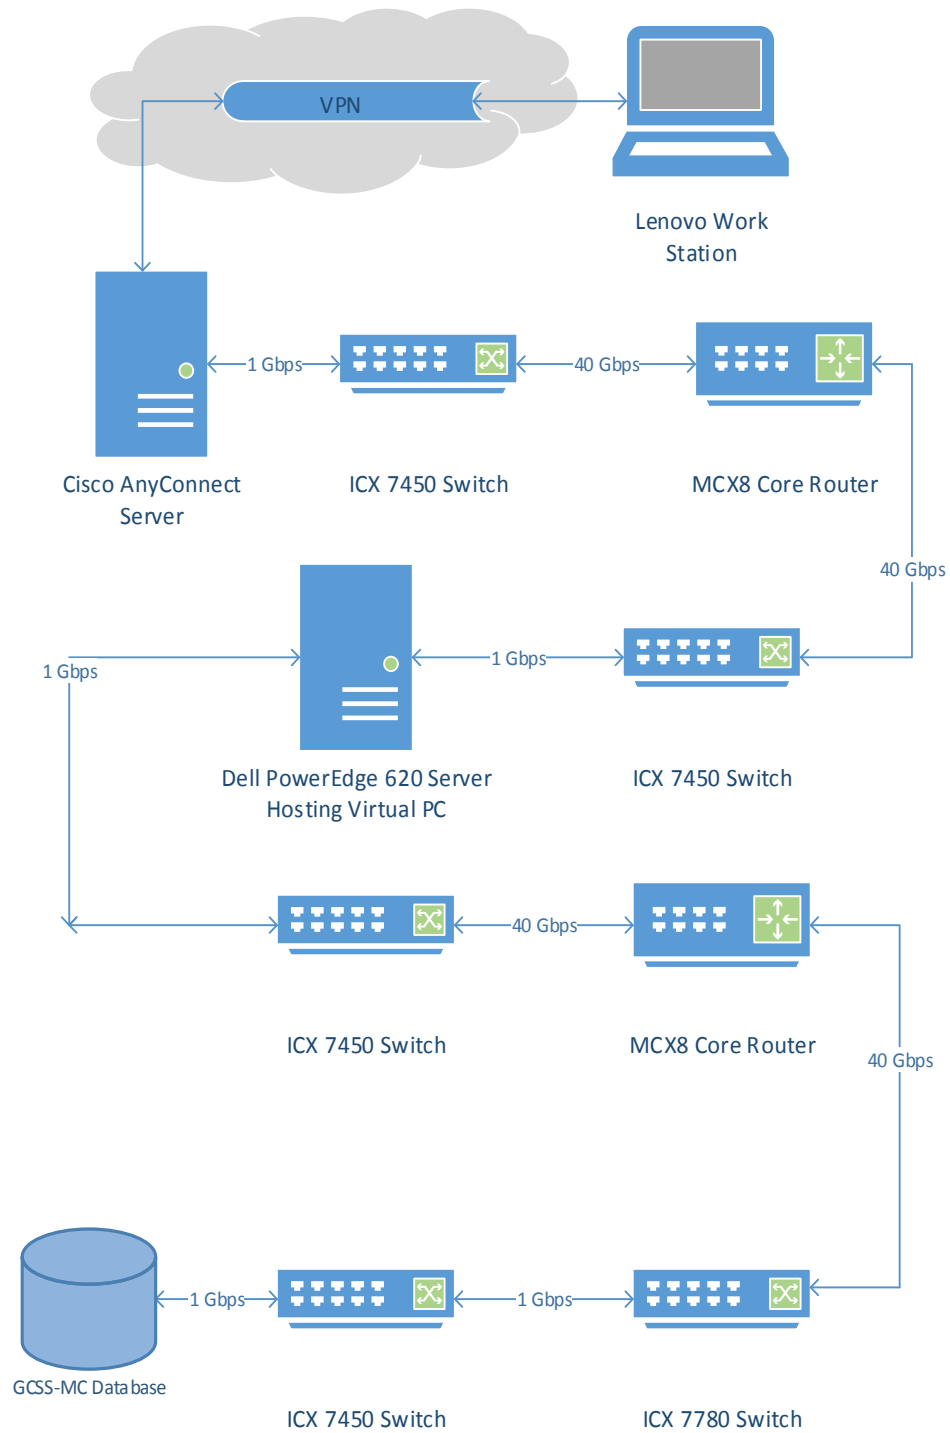 VPN
Lenovo Work
Station
1 Gbps
40 Gbps
Cisco AnyConnect
Server
ICX 7450 Switch
MCX8 Core Router
40 Gbps
1 Gbps
1 Gbps
Dell PowerEdge 620 Server
Hosting Virtual PC
ICX 7450 Switch
40 Gbps
ICX 7450 Switch
MCX8 Core Router
40 Gbps
1 Gbps
1 Gbps
GCSS-MC Database
ICX 7450 Switch
ICX 7780 Switch